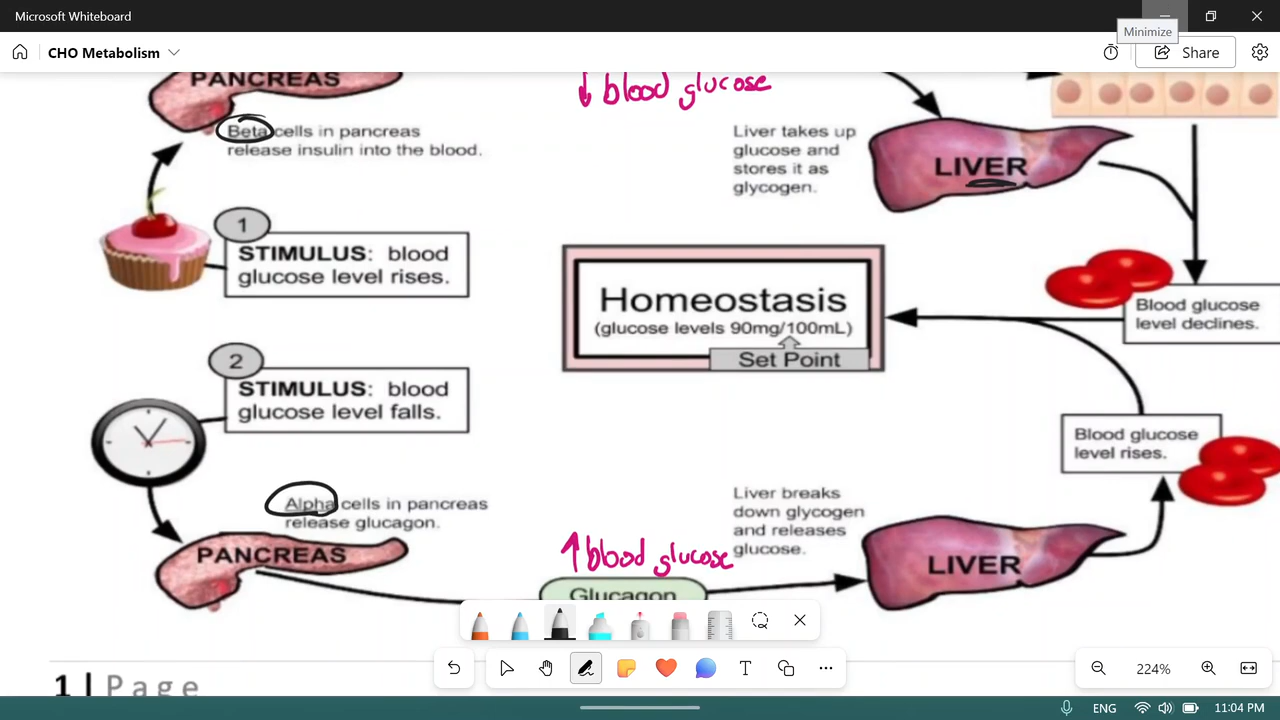 Microsoft Whiteboard
Minimize
CHO Metabolism
Share
PANCREAS
↓ blood glucose
Beta cells in pancreas
release insulin into the blood.
Liver takes up
glucose and
stores it as
glycogen.
LIVER
1
STIMULUS: blood
glucose level rises.
Homeostasis
(glucose levels 90mg/100mL)
Set Point
Blood glucose
level declines.
2
STIMULUS: blood
glucose level falls.
Blood glucose
level rises.
Alpha cells in pancreas
release glucagon.
PANCREAS
↑ blood glucose
Liver breaks
down glycogen
and releases
glucose.
LIVER
Glucagon
1 | Page
T
224%
ENG
11:04 PM